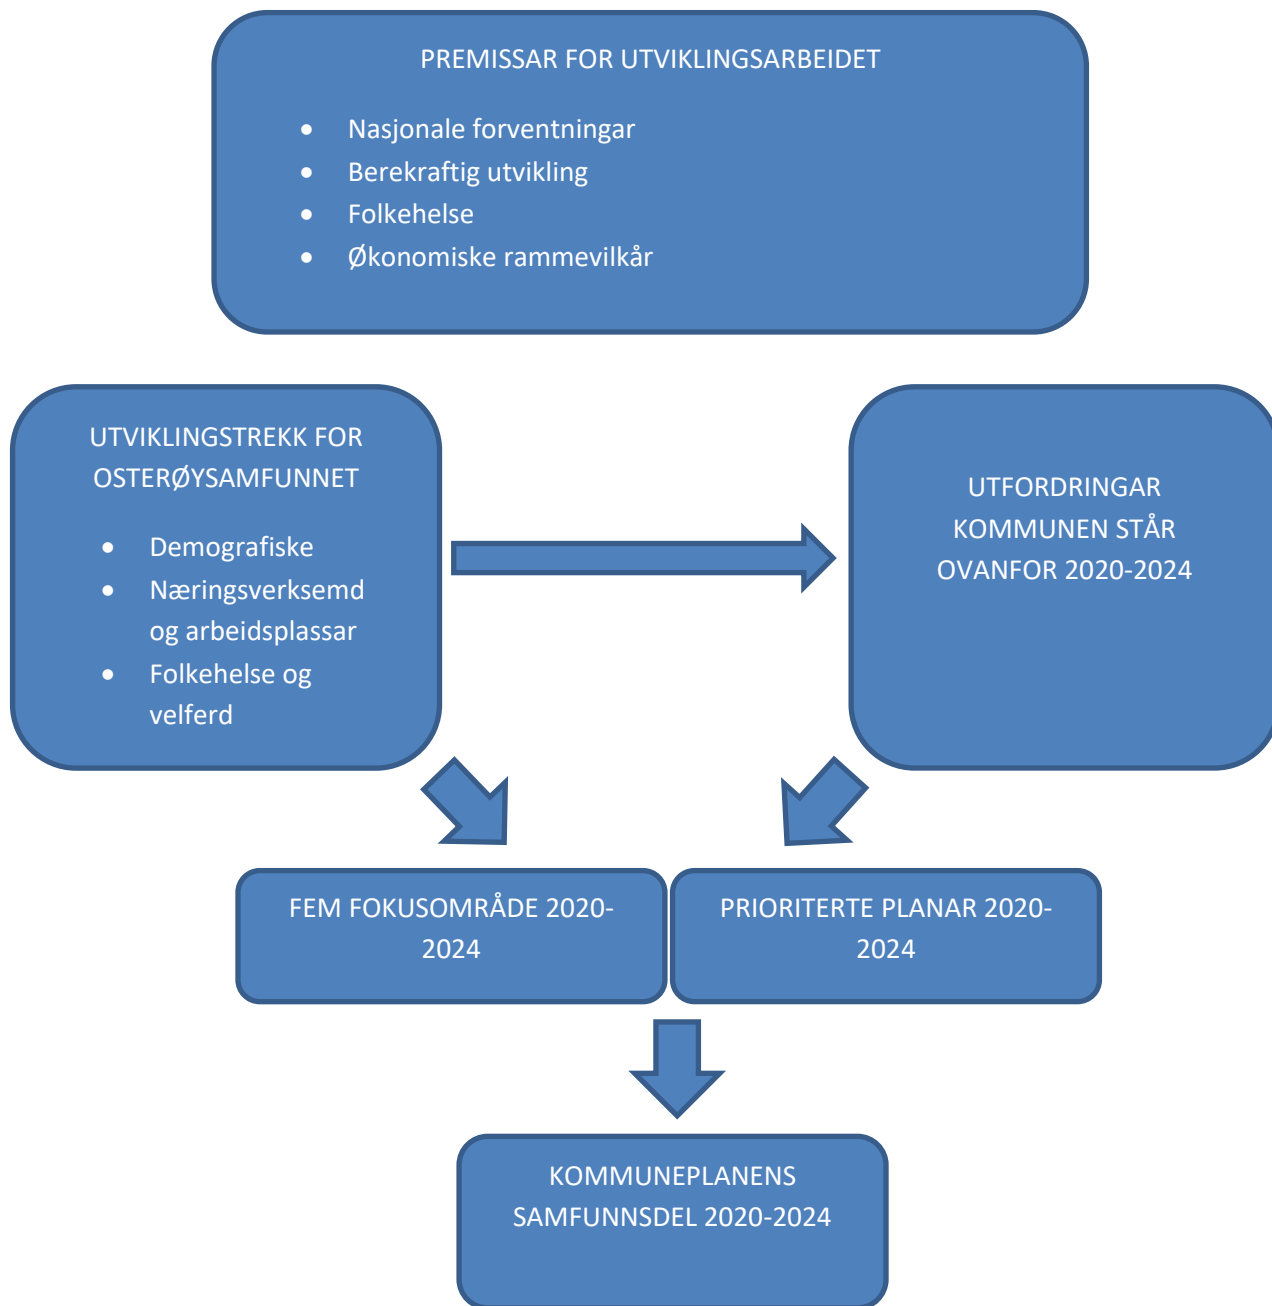 PREMISSAR FOR UTVIKLINGSARBEIDET
• Nasjonale forventningar
• Berekraftig utvikling
• Folkehelse
• Økonomiske rammevilkår
UTVIKLINGSTREKK FOR
OSTERØYSAMFUNNET
• Demografiske
• Næringsverksemd
og arbeidsplassar
• Folkehelse og
velferd
UTFORDRINGAR
KOMMUNEN STÅR
OVANFOR 2020-2024
FEM FOKUSOMRÅDE 2020-
2024
PRIORITERTE PLANAR 2020-
2024
KOMMUNEPLANENS
SAMFUNNSDEL 2020-2024